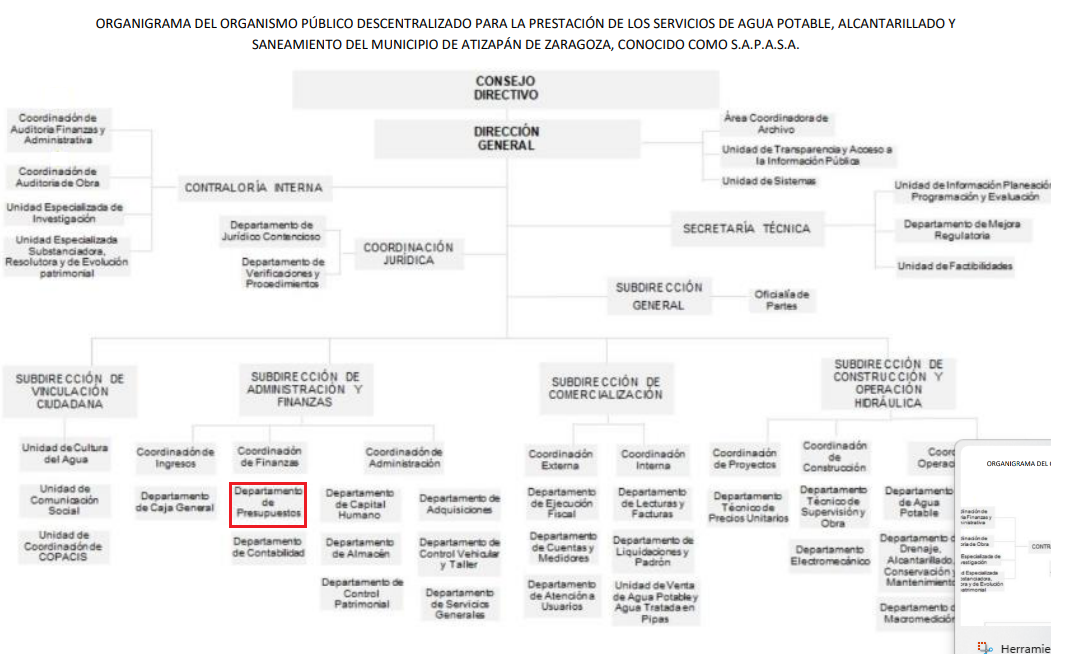 ORGANIGRAMA DEL ORGANISMO PÚBLICO DESCENTRALIZADO PARA LA PRESTACIÓN DE LOS SERVICIOS DE AGUA POTABLE, ALCANTARILLADO Y
SANEAMIENTO DEL MUNICIPIO DE ATIZAPÁN DE ZARAGOZA, CONOCIDO COMO S.A.P.A.S.A.
CONSEJO
DIRECTIVO
DIRECCIÓN
GENERAL
Coordinación de
Auditoría Finanzas y
Administrativa
Coordinación de
Auditoría de Obra
Unidad Especializada de
Investigación
Unidad Especializada
Substanciadora,
Resolutora y de Evolución
patrimonial
CONTRALORÍA INTERNA
Área Coordinadora de
Archivo
Unidad de Transparencia y Acceso a
la Información Pública
Unidad de Sistemas
Departamento de
Jurídico Contencioso
Departamento de
Verificaciones y
Procedimientos
COORDINACIÓN
JURÍDICA
SECRETARÍA TÉCNICA
Unidad de Información Planeación
Programación y Evaluación
Departamento de Mejora
Regulatoria
Unidad de Factibilidades
SUBDIRECCIÓN
GENERAL
Oficialía de
Partes
SUBDIRECCIÓN DE
VINCULACIÓN
CIUDADANA
Unidad de Cultura
del Agua
Unidad de
Comunicación
Social
Unidad de
Coordinación de
COPACIS
SUBDIRECCIÓN DE
ADMINISTRACIÓN Y
FINANZAS
Coordinación de
Ingresos
Departamento
de Caja General
Coordinación
de Finanzas
Departamento
de
Presupuestos
Departamento
de Contabilidad
Coordinación de
Administración
Departamento
de Capital
Humano
Departamento
de Almacén
Departamento de
Control
Patrimonial
Departamento de
Adquisiciones
Departamento de
Control Vehicular
y Taller
Departamento
de Servicios
Generales
SUBDIRECCIÓN DE
COMERCIALIZACIÓN
Coordinación
Externa
Departamento
de Ejecución
Fiscal
Departamento
de Cuentas y
Medidores
Departamento
de Atención a
Usuarios
Coordinación
Interna
Departamento
de Lecturas y
Facturas
Departamento de
Liquidaciones y
Padrón
Unidad de Venta
de Agua Potable y
Agua Tratada en
Pipas
SUBDIRECCIÓN DE
CONSTRUCCIÓN Y
OPERACIÓN
HIDRÁULICA
Coordinación
de Proyectos
Departamento
Técnico de
Precios Unitarios
Coordinación
de
Construcción
Departamento
Técnico de
Supervisión y
Obra
Departamento
Electromecánico
Coor
Operac
Departamento
de Agua
Potable
Departamento d
Drenaje,
Alcantarillado,
Conservación y
Mantenimiento
Departamento d
Macromedición
ORGANIGRAMA DEL
CONTR
Herramie